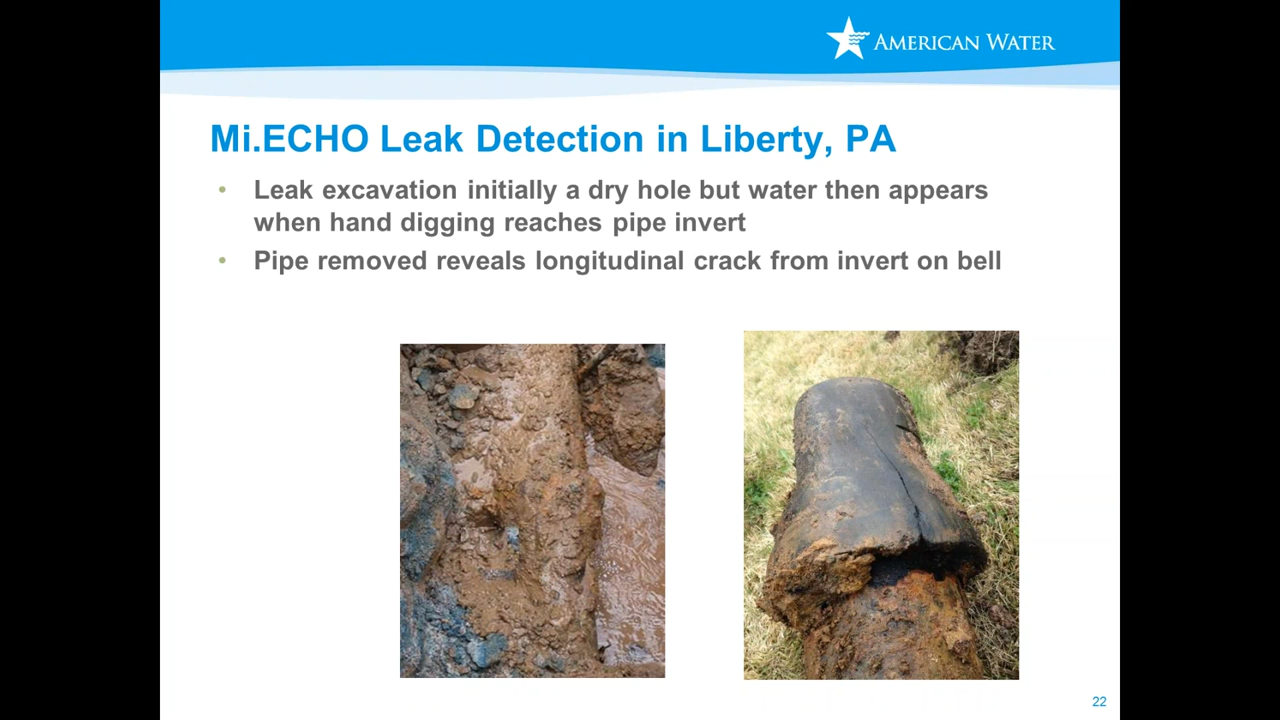 AMERICAN WATER
Mi.ECHO Leak Detection in Liberty, PA
• Leak excavation initially a dry hole but water then appears
when hand digging reaches pipe invert
• Pipe removed reveals longitudinal crack from invert on bell
22